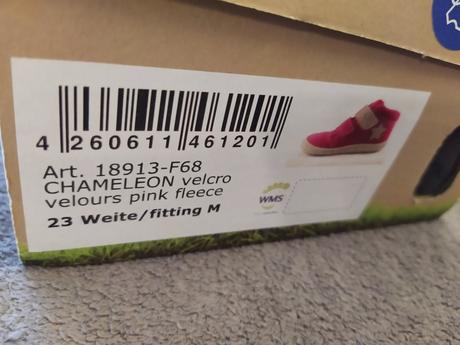 4 260611 461201
Art. 18913-F68
CHAMELEON velcro
velours pink fleece
23 Weite/fitting M
WMS